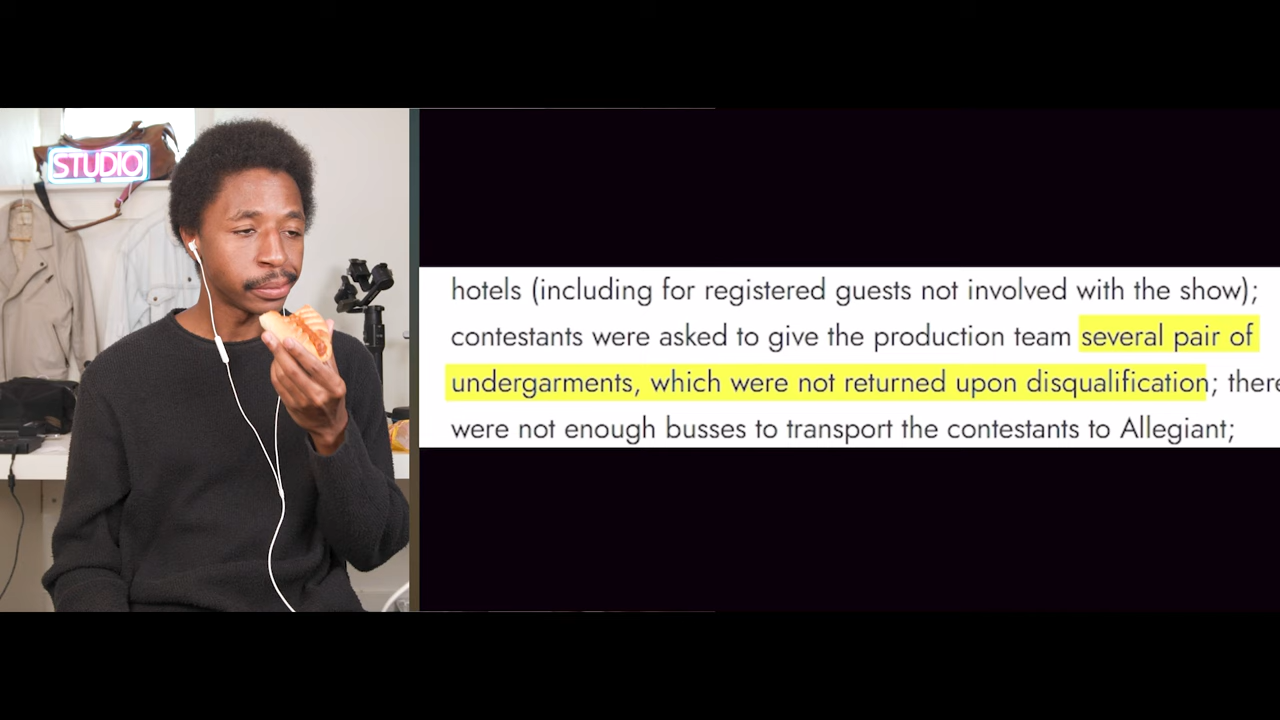 STUDIO
hotels (including for registered guests not involved with the show);
contestants were asked to give the production team several pair of
undergarments, which were not returned upon disqualification; there
were not enough busses to transport the contestants to Allegiant;